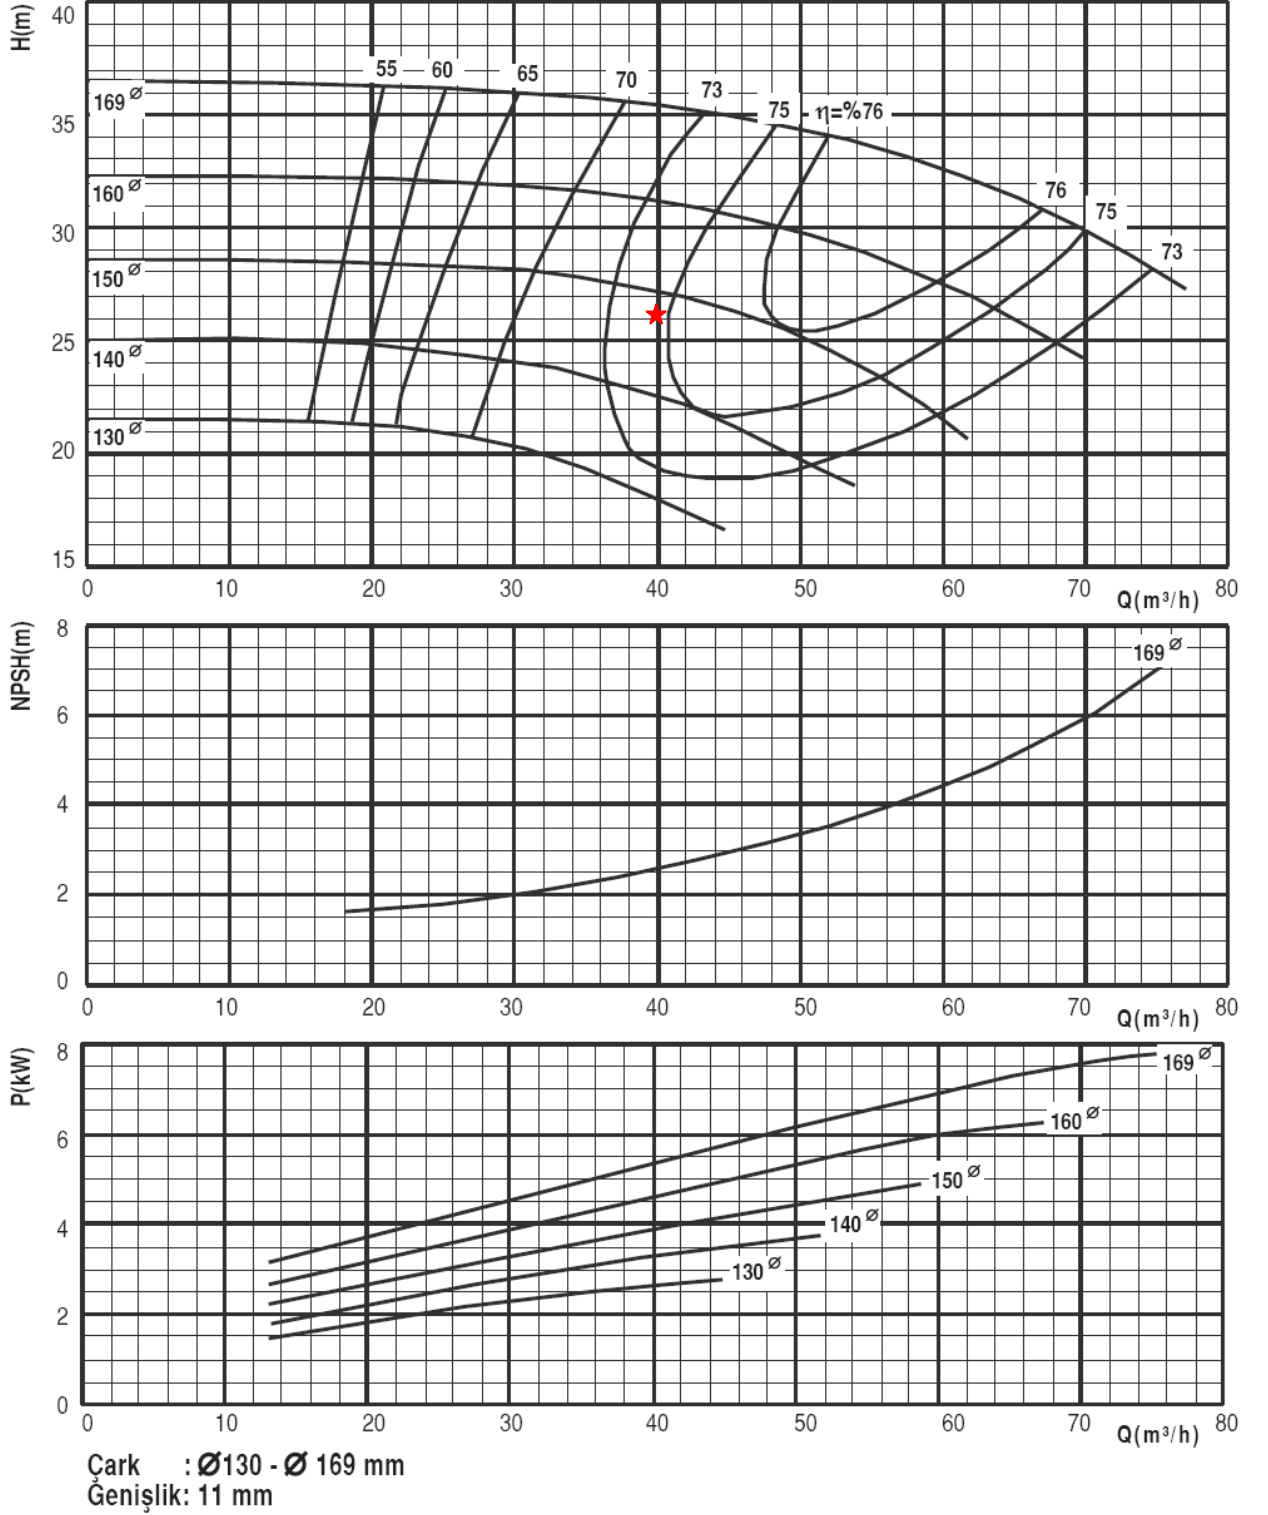 H(m)
40
35
30
25
20
15
55 60 65 70 73 75 η=%76
76
75
73
169 Ø
160 Ø
150 Ø
140 Ø
130 Ø
0 10 20 30 40 50 60 70 80
Q(m³/h)
NPSH(m)
8
6
4
2
0
169 Ø
0 10 20 30 40 50 60 70 80
Q(m³/h)
P(kW)
8
6
4
2
0
169 Ø
160 Ø
150 Ø
140 Ø
130 Ø
0 10 20 30 40 50 60 70 80
Q(m³/h)
Çark : Ø130 - Ø 169 mm
Genişlik: 11 mm